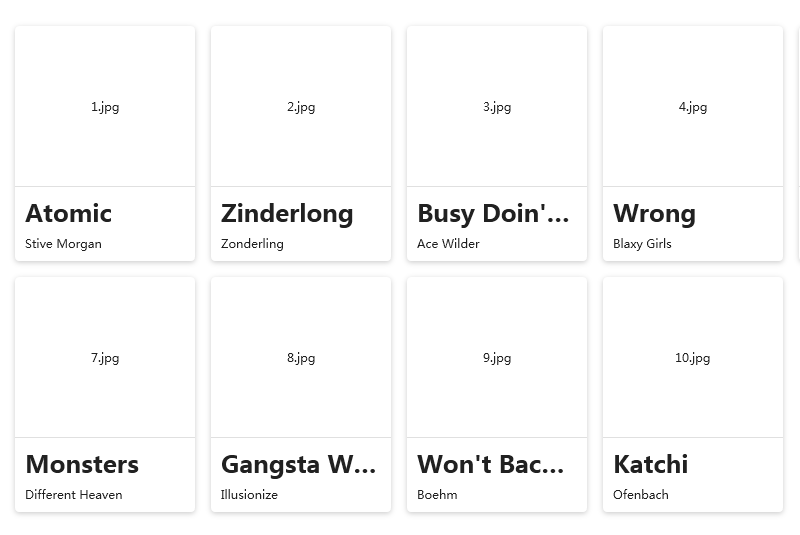 1.jpg
Atomic
Stive Morgan
2.jpg
Zinderlong
Zonderling
3.jpg
Busy Doin'...
Ace Wilder
4.jpg
Wrong
Blaxy Girls
7.jpg
Monsters
Different Heaven
8.jpg
Gangsta W...
Illusionize
9.jpg
Won't Bac...
Boehm
10.jpg
Katchi
Ofenbach